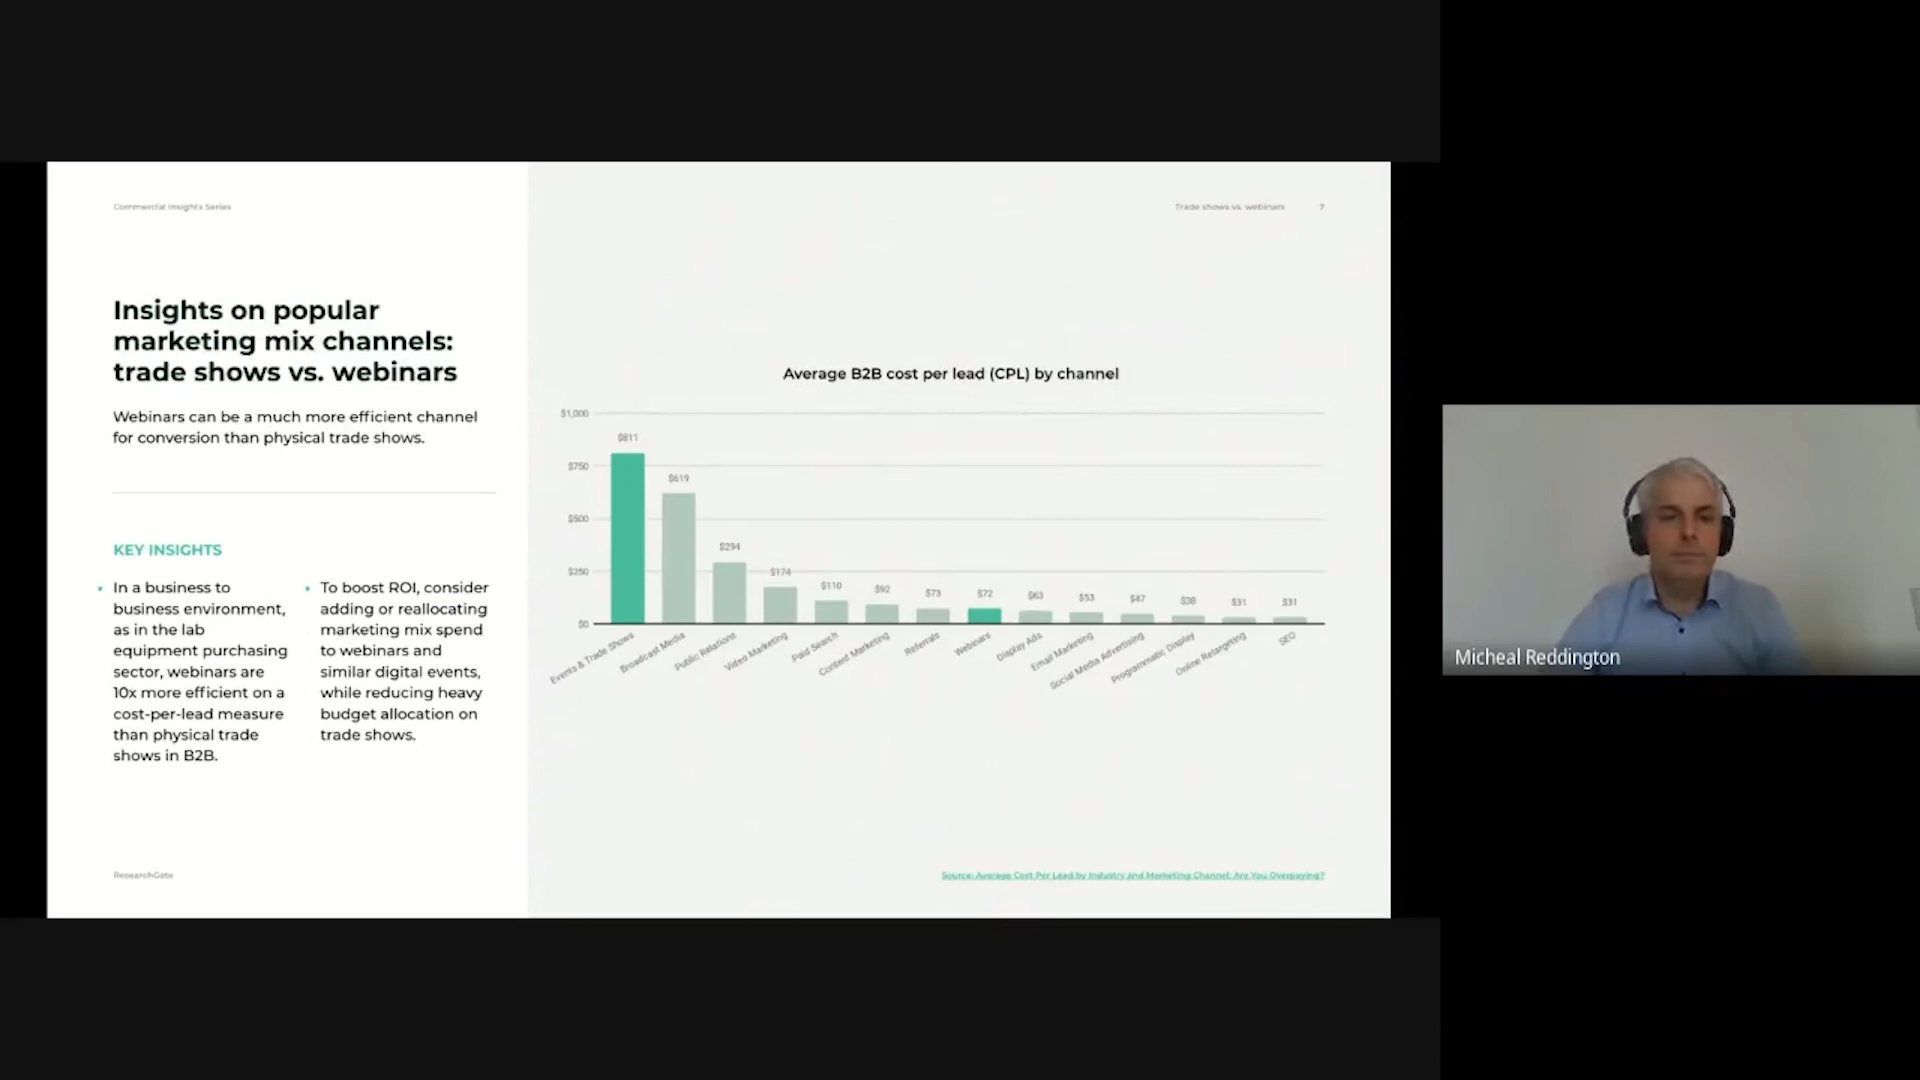 Commercial Insights Series
Trade shows vs. webinars 7
Insights on popular
marketing mix channels:
trade shows vs. webinars
Webinars can be a much more efficient channel
for conversion than physical trade shows.
KEY INSIGHTS
In a business to
business environment,
as in the lab
equipment purchasing
sector, webinars are
10x more efficient on a
cost-per-lead measure
than physical trade
shows in B2B.
To boost ROI, consider
adding or reallocating
marketing mix spend
to webinars and
similar digital events,
while reducing heavy
budget allocation on
trade shows.
Average B2B cost per lead (CPL) by channel
$1,000
$750
$500
$250
$0
$811
$619
$294
$174
$110
$92
$73
$72
$63
$53
$47
$38
$31
$31
Events & Trade Shows
Broadcast Media
Public Relations
Video Marketing
Paid Search
Content Marketing
Referrals
Webinars
Display Ads
Email Marketing
Social Media Advertising
Programmatic Display
Online Retargeting
SEO
ResearchGate
Source: Average Cost Per Lead by Industry and Marketing Channel: Are You Overpaying?
Micheal Reddington